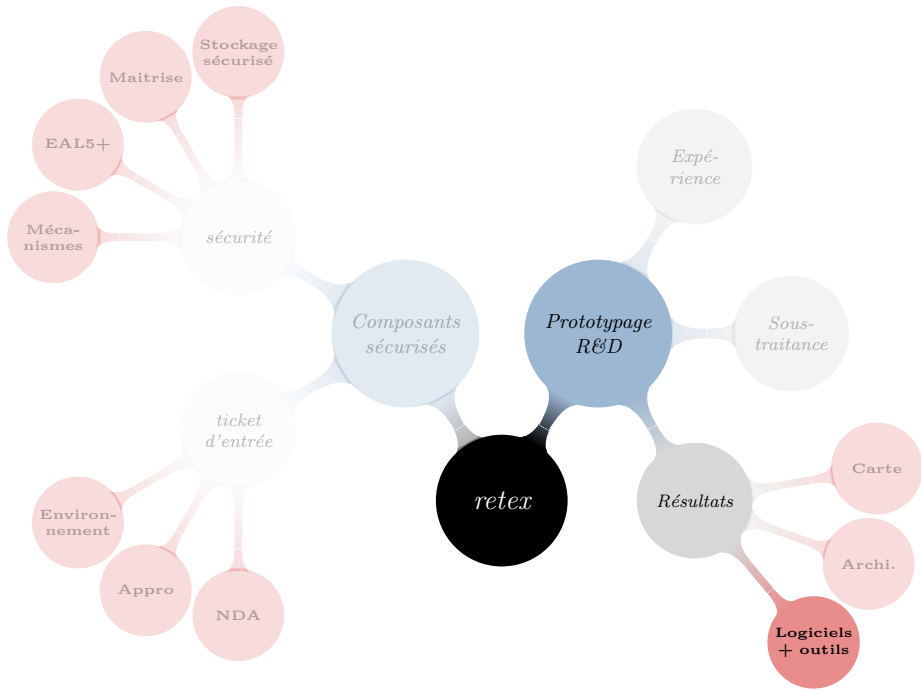 Stockage
sécurisé
Maitrise
EAL5+
Méca-
nismes
sécurité
Composants
sécurisés
ticket
d'entrée
Environ-
nement
Appro
NDA
retex
Prototypage
R&D
Expé-
rience
Sous-
traitance
Résultats
Carte
Archi.
Logiciels
+ outils